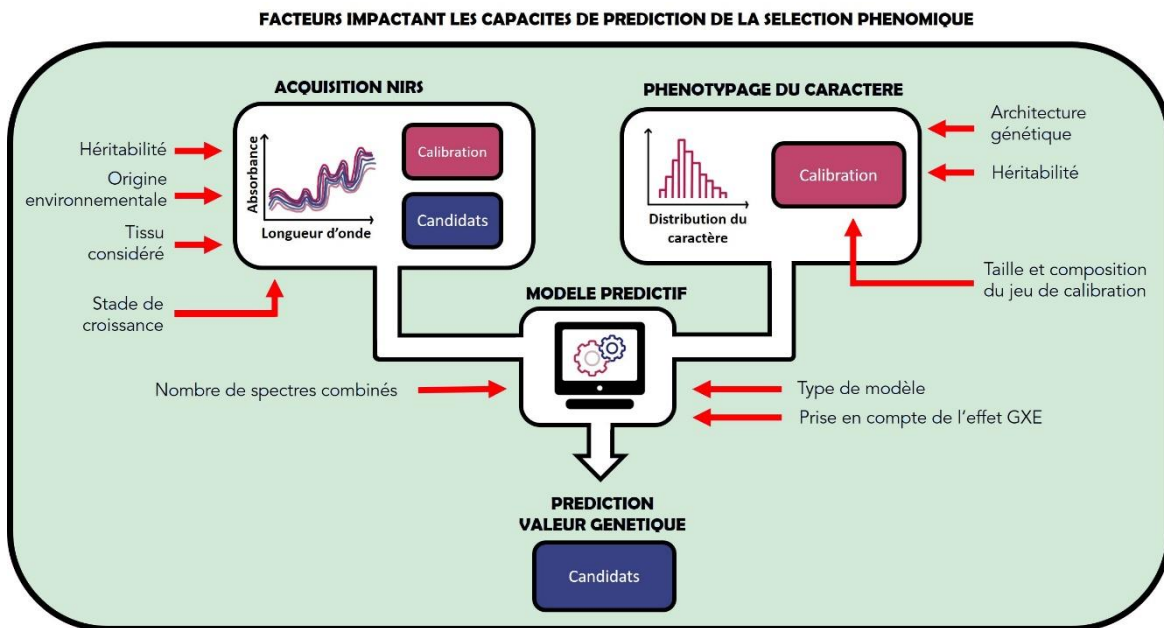 FACTEURS IMPACTANT LES CAPACITES DE PREDICTION DE LA SELECTION PHENOMIQUE
ACQUISITION NIRS
Héritabilité
Origine
environnementale
Tissu
considéré
Stade de
croissance
Absorbance
Longueur d'onde
Calibration
Candidats
PHENOTYPAGE DU CARACTERE
Distribution du
caractère
Calibration
Architecture
génétique
Héritabilité
Taille et composition
du jeu de calibration
MODELE PREDICTIF
Nombre de spectres combinés
Type de modèle
Prise en compte de l'effet GXE
PREDICTION
VALEUR GENETIQUE
Candidats